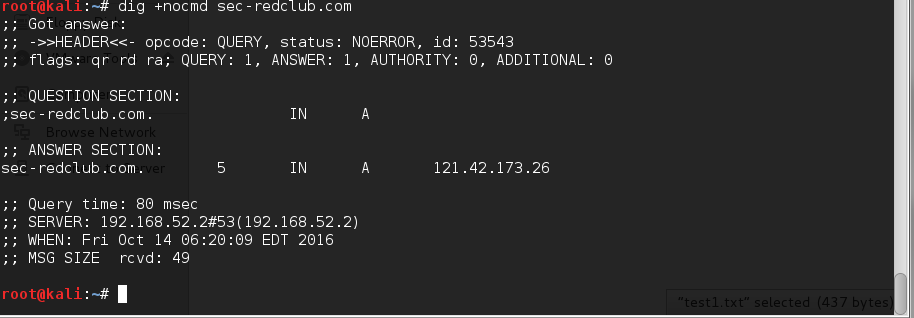 root@kali:~# dig +nocmd sec-redclub.com
;; Got answer:
;; ->>HEADER<<- opcode: QUERY, status: NOERROR, id: 53543
;; flags: qr rd ra; QUERY: 1, ANSWER: 1, AUTHORITY: 0, ADDITIONAL: 0
;; QUESTION SECTION:
;sec-redclub.com. IN A
Browse Network
;; ANSWER SECTION:
sec-redclub.com. 5 IN A 121.42.173.26
;; Query time: 80 msec
;; SERVER: 192.168.52.2#53(192.168.52.2)
;; WHEN: Fri Oct 14 06:20:09 EDT 2016
;; MSG SIZE rcvd: 49
root@kali:~#
"test1.txt" selected (437 bytes)